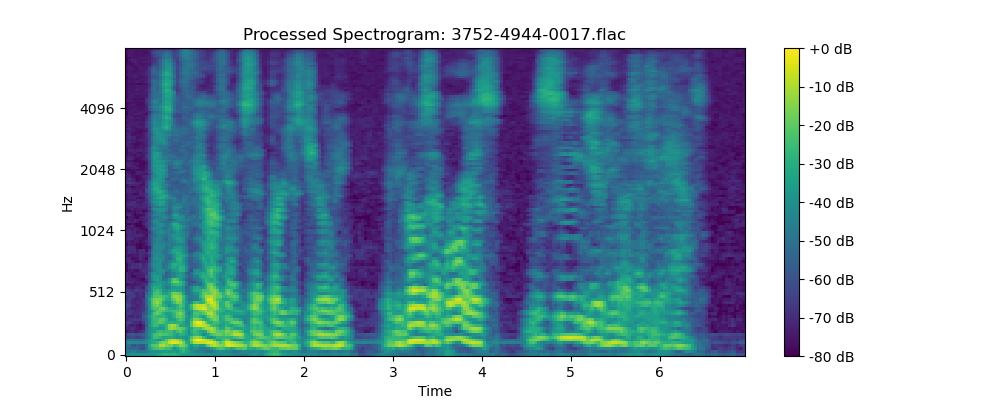 Processed Spectrogram: 3752-4944-0017.flac
Hz
4096
2048
1024
512
0
0 1 2 3 4 5 6
Time
+0 dB
-10 dB
-20 dB
-30 dB
-40 dB
-50 dB
-60 dB
-70 dB
-80 dB